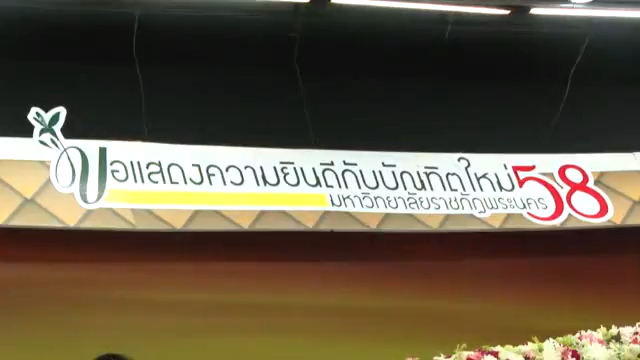 ขอแสดงความยินดีกับบัณฑิตใหม่ 58
มหาวิทยาลัยราชภัฏพระนคร